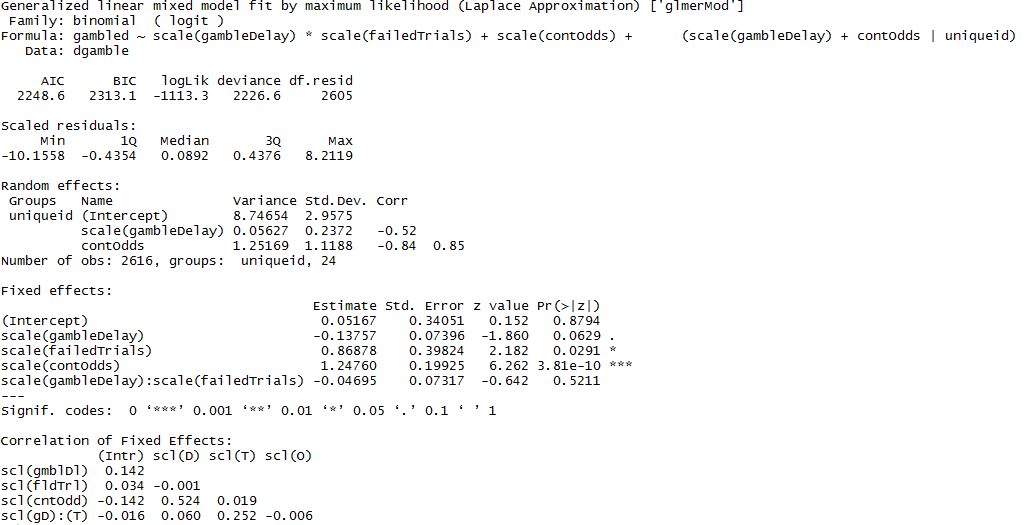 Generalized linear mixed model fit by maximum likelihood (Laplace Approximation) ['glmerMod']
 Family: binomial  ( logit )
Formula: gambled ~ scale(gambleDelay) * scale(failedTrials) + scale(contOdds) +      (scale(gambleDelay) + contOdds | uniqueid)
   Data: dgamble

     AIC      BIC   logLik deviance df.resid
  2248.6   2313.1  -1113.3   2226.6     2605

Scaled residuals:
     Min       1Q   Median       3Q      Max
-10.1558  -0.4354   0.0892   0.4376   8.2119

Random effects:
 Groups   Name               Variance Std.Dev. Corr
 uniqueid (Intercept)        8.74654  2.9575
          scale(gambleDelay) 0.05627  0.2372   -0.52
          contOdds           1.25169  1.1188   -0.84  0.85
Number of obs: 2616, groups:  uniqueid, 24

Fixed effects:
                                       Estimate Std. Error z value Pr(>|z|)
(Intercept)                             0.05167    0.34051   0.152   0.8794
scale(gambleDelay)                     -0.13757    0.07396  -1.860   0.0629 .
scale(failedTrials)                     0.86878    0.39824   2.182   0.0291 *
scale(contOdds)                         1.24760    0.19925   6.262 3.81e-10 ***
scale(gambleDelay):scale(failedTrials) -0.04695    0.07317  -0.642   0.5211
---
Signif. codes:  0 ‘***’ 0.001 ‘**’ 0.01 ‘*’ 0.05 ‘.’ 0.1 ‘ ’ 1

Correlation of Fixed Effects:
            (Intr) scl(D) scl(T) scl(O)
scl(gmblDl)  0.142
scl(fldTrl)  0.034 -0.001
scl(cntOdd) -0.142  0.524  0.019
scl(gD):(T) -0.016  0.060  0.252 -0.006